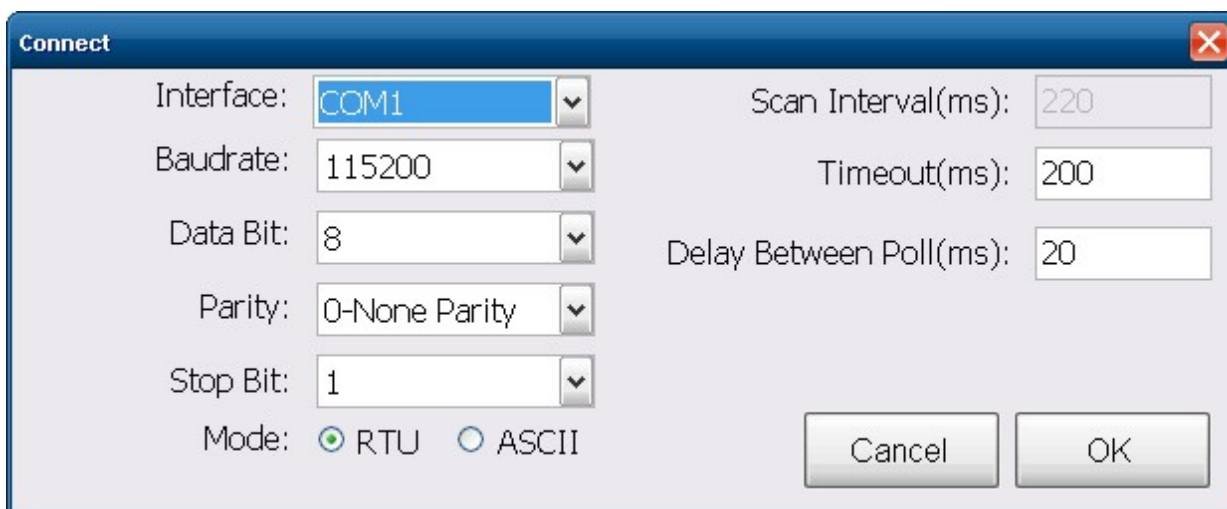 Connect
Interface: COM1 Scan Interval(ms): 220
Baudrate: 115200 Timeout(ms): 200
Data Bit: 8 Delay Between Poll(ms): 20
Parity: 0-None Parity
Stop Bit: 1
Mode: RTU ASCII Cancel OK